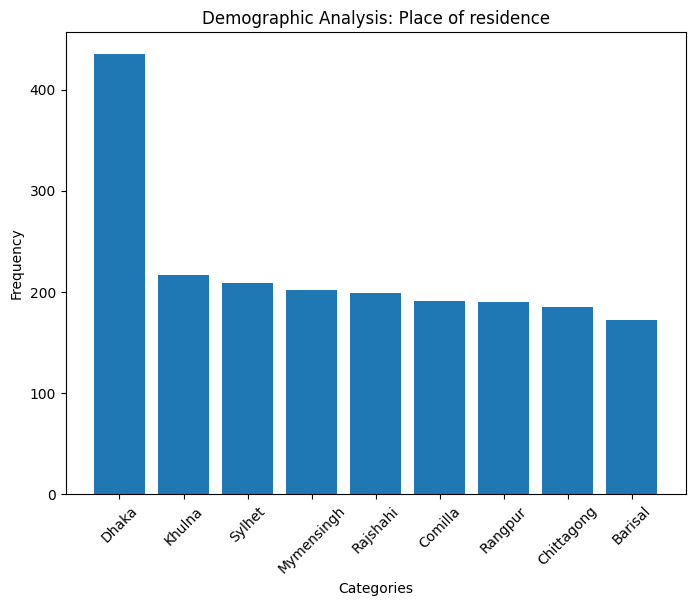 Demographic Analysis: Place of residence
Frequency
400
300
200
100
0
Dhaka
Khulna
Sylhet
Mymensingh
Rajshahi
Comilla
Rangpur
Chittagong
Barisal
Categories